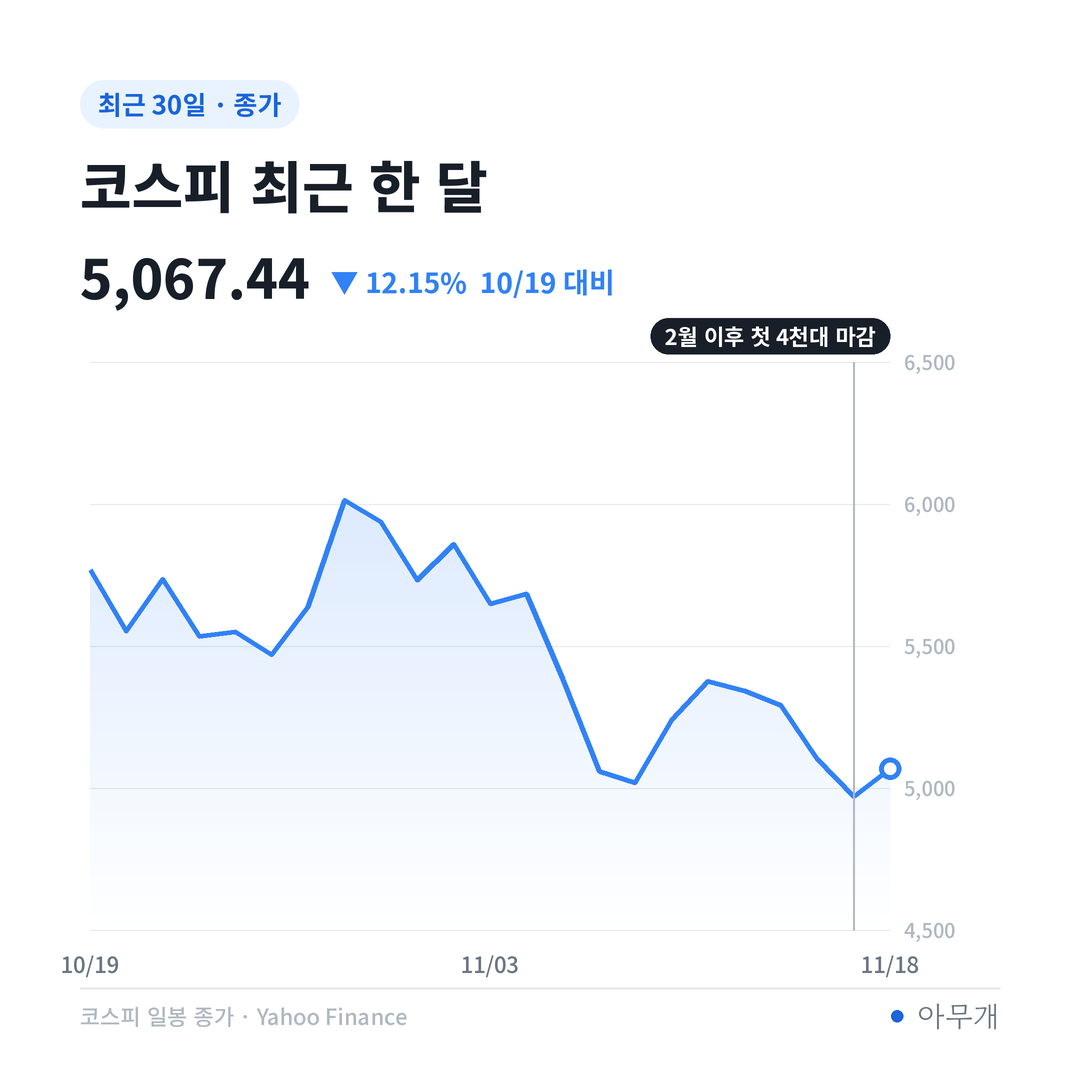 최근 30일 · 종가
코스피 최근 한 달
5,067.44 ▼ 12.15% 10/19 대비
2월 이후 첫 4천대 마감
6,500
6,000
5,500
5,000
4,500
10/19 11/03 11/18
코스피 일봉 종가 · Yahoo Finance
아무개